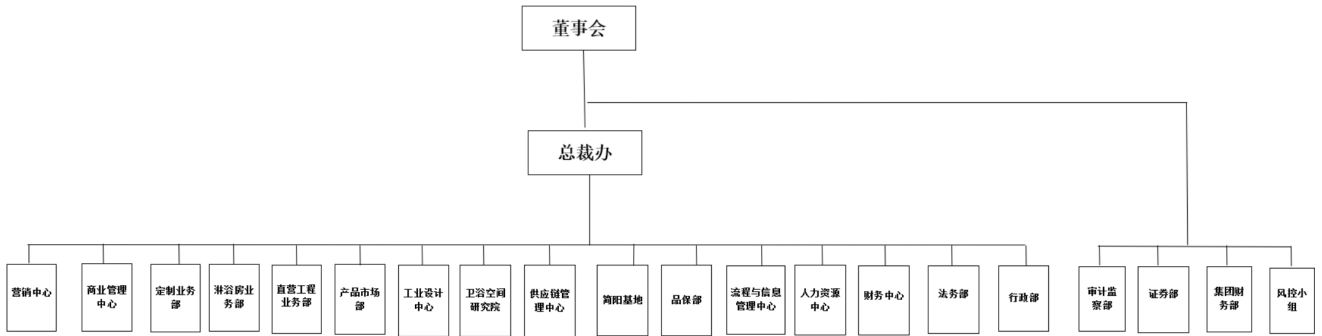 董事会
总裁办
营销中心
商业管理
中心
定制业务
部
淋浴房业
务部
直营工程
业务部
产品市场
部
工业设计
中心
卫浴空间
研究院
供应链管
理中心
简阳基地
品保部
流程与信息
管理中心
人力资源
中心
财务中心
法务部
行政部
审计监
察部
证券部
集团财
务部
风控小
组